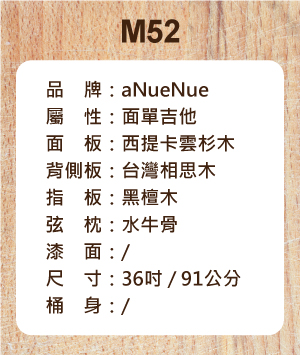 M52
品　牌：aNueNue
屬　性：面單吉他
面　板：西提卡雲杉木
背側板：台灣相思木
指　板：黑檀木
弦　枕：水牛骨
漆　面：/
尺　寸：36吋 / 91公分
桶　身：/